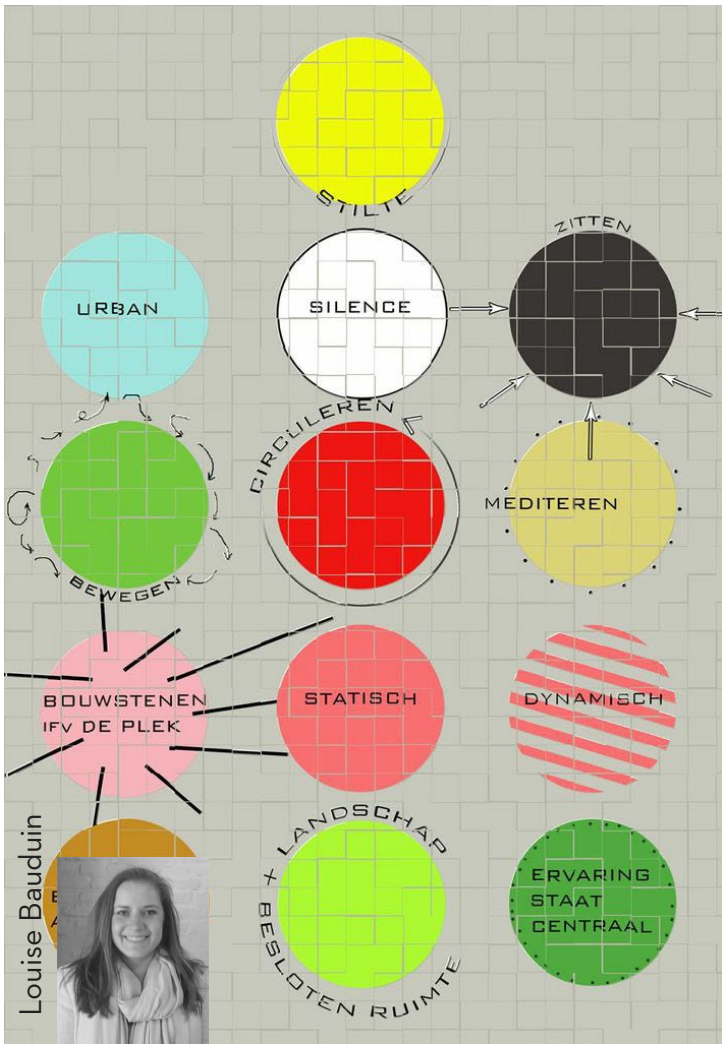 STILTE
ZITTEN
URBAN
SILENCE
CIRCULEREN
MEDITEREN
BEWEGEN
BOUWSTENEN
IFV DE PLEK
STATISCH
DYNAMISCH
+ LANDSCHAP
BESLOTEN RUIMTE
ERVARING
STAAT
CENTRAAL
Louise Bauduin